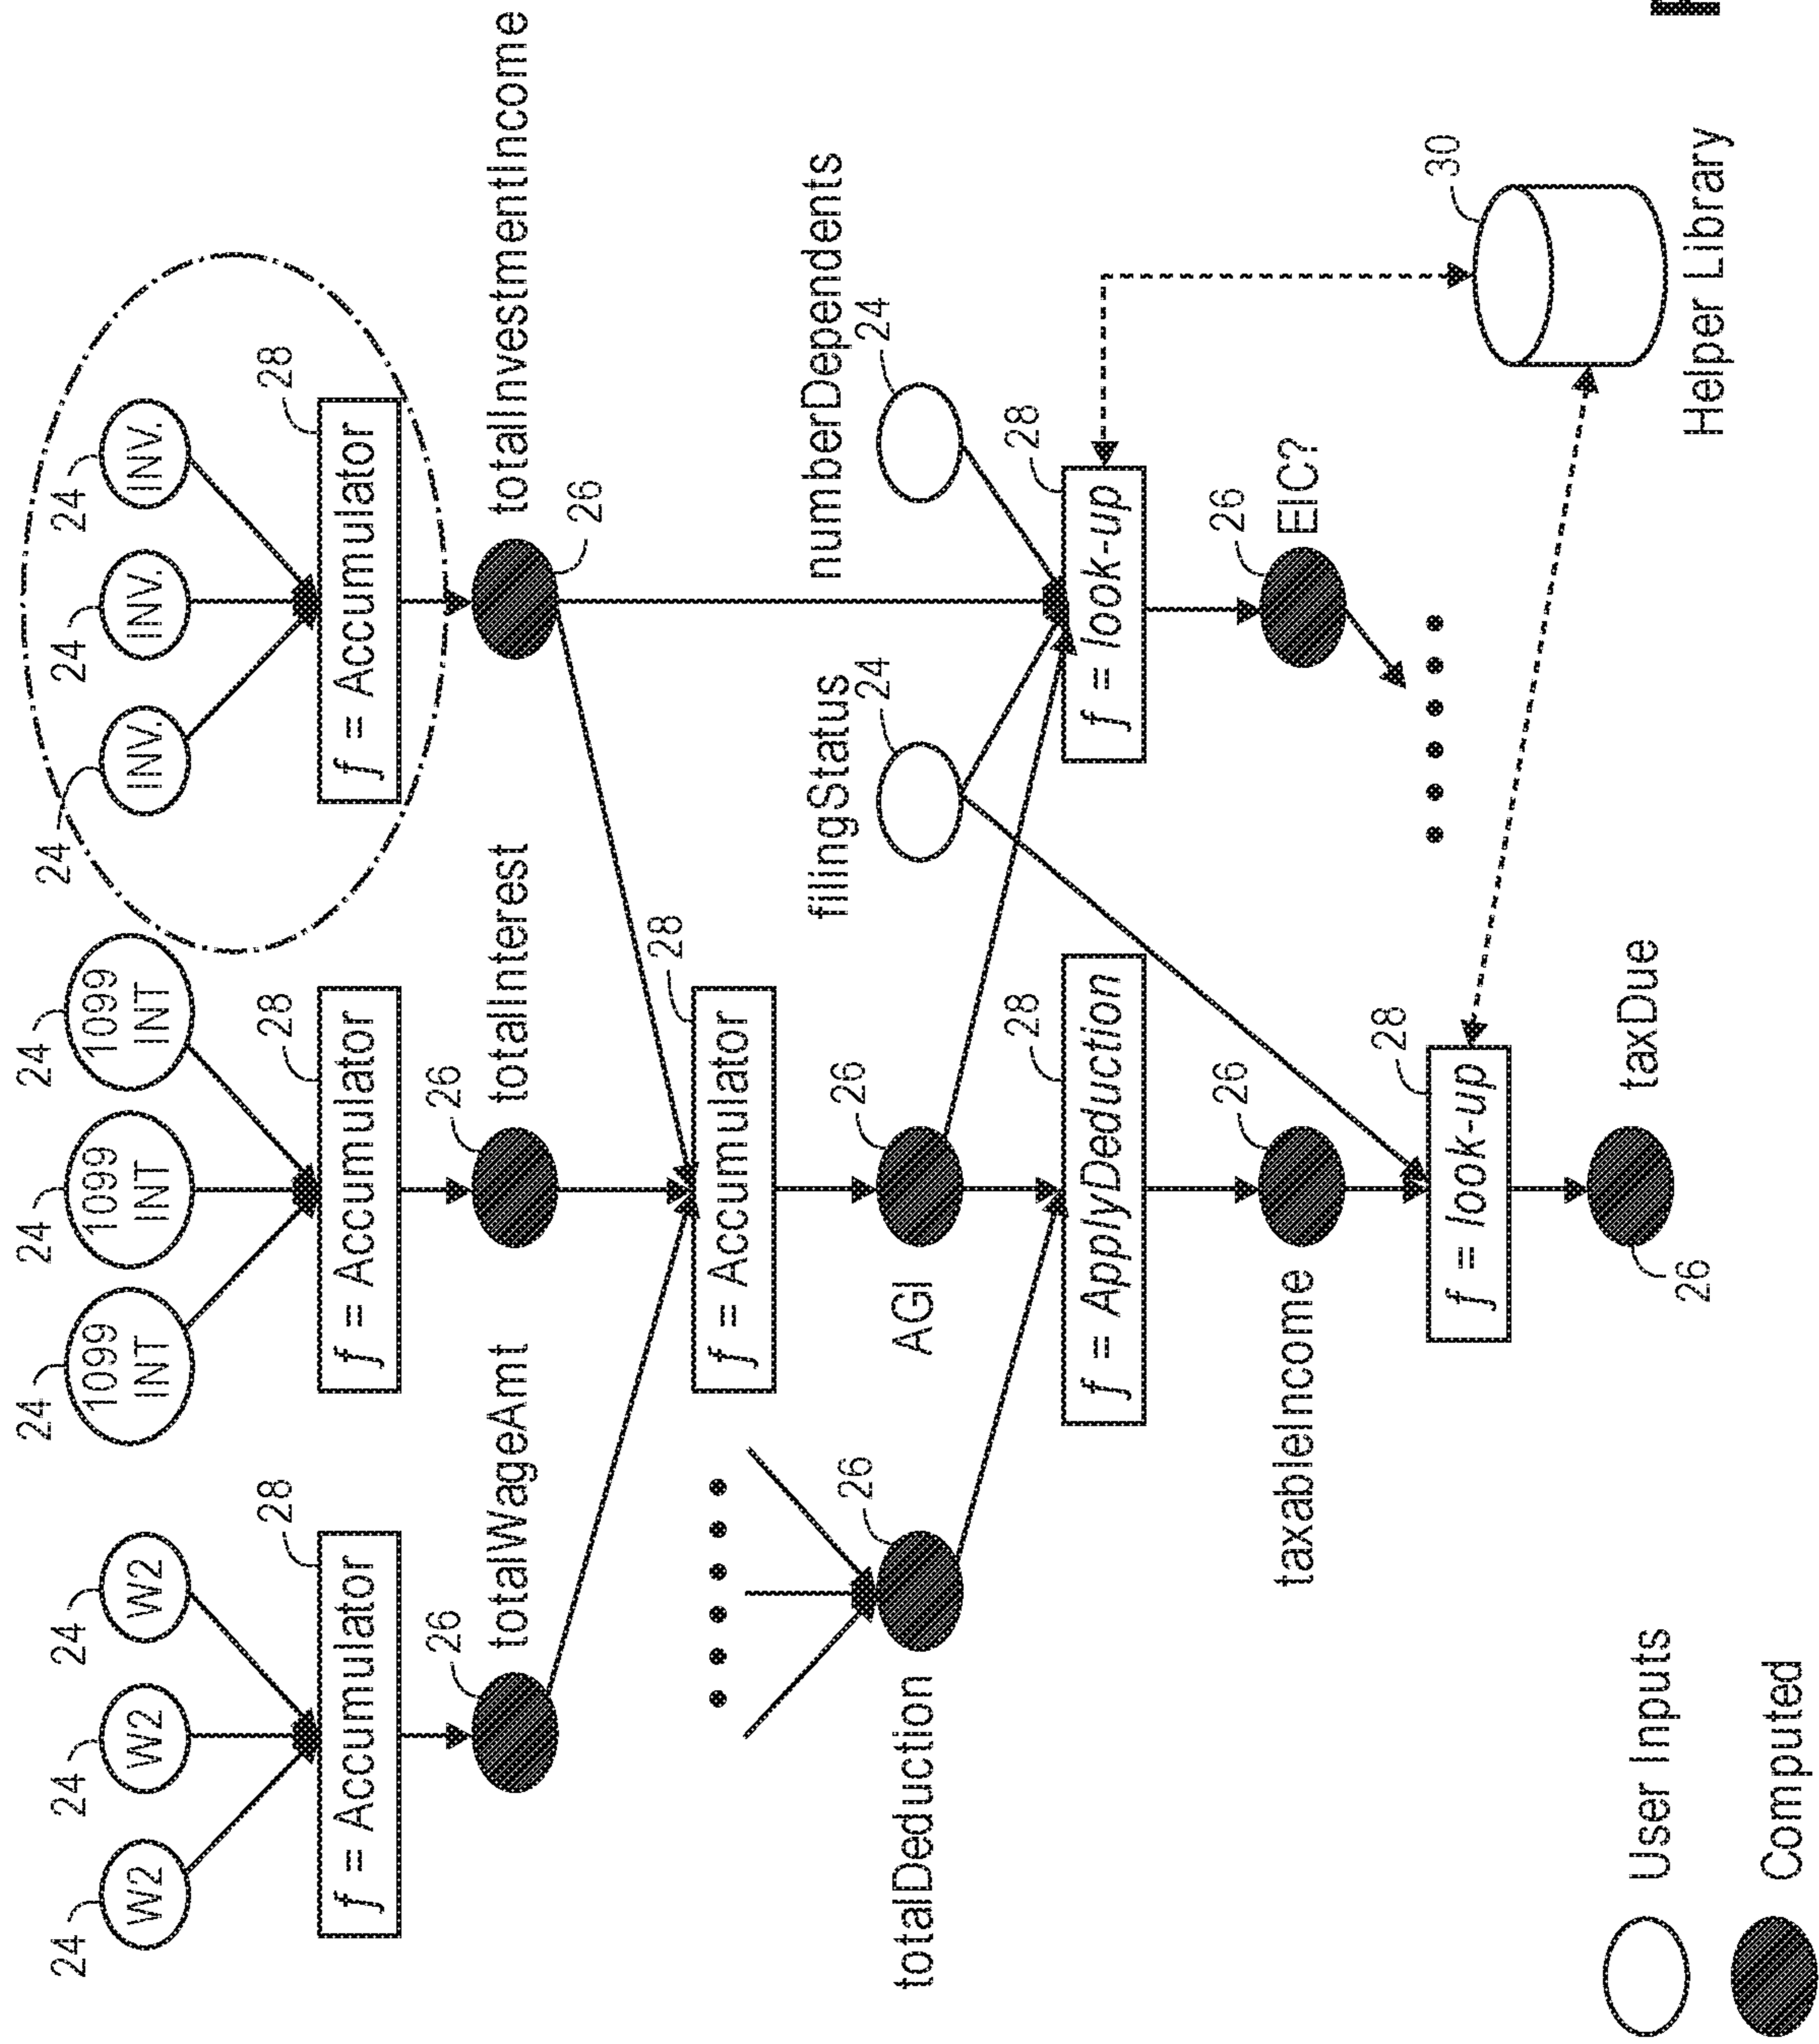 24 24 24 24 24 24 24 24 24
W2 W2 W2 1099 1099 1099 INV. INV. INV.
INT INT INT
28 28 28
f = Accumulator f = Accumulator f = Accumulator
26 26
totalWageAmt totalInterest totalInvestmentIncome
26
28
f = Accumulator
filingStatus numberDependents
26 26 24 24
totalDeduction AGI
28 28
f = ApplyDeduction f = look-up
26 26
taxableIncome EIC?
28 30
f = look-up
taxDue
User Inputs
26
Helper Library
Computed